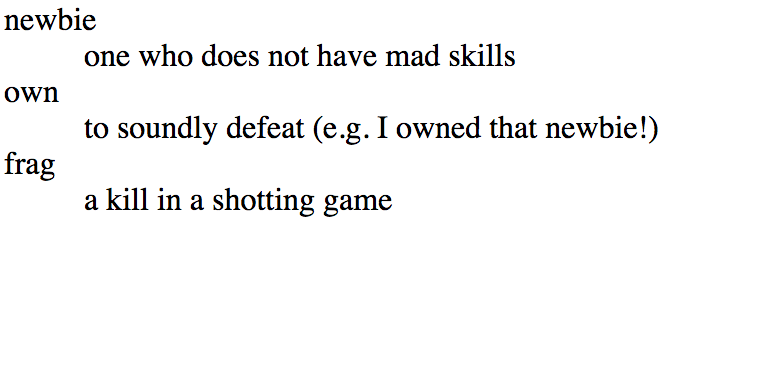 newbie
one who does not have mad skills
own
to soundly defeat (e.g. I owned that newbie!)
frag
a kill in a shotting game